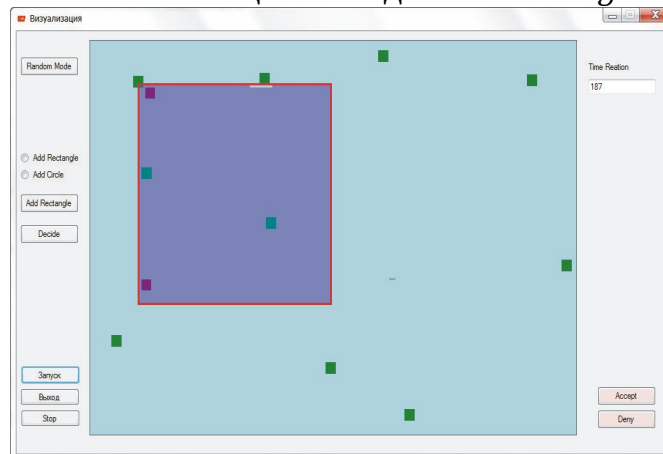 Визуализация
Random Mode
Time Reation
187
Add Rectangle
Add Circle
Add Rectangle
Decide
Запуск
Выход
Stop
Accept
Deny